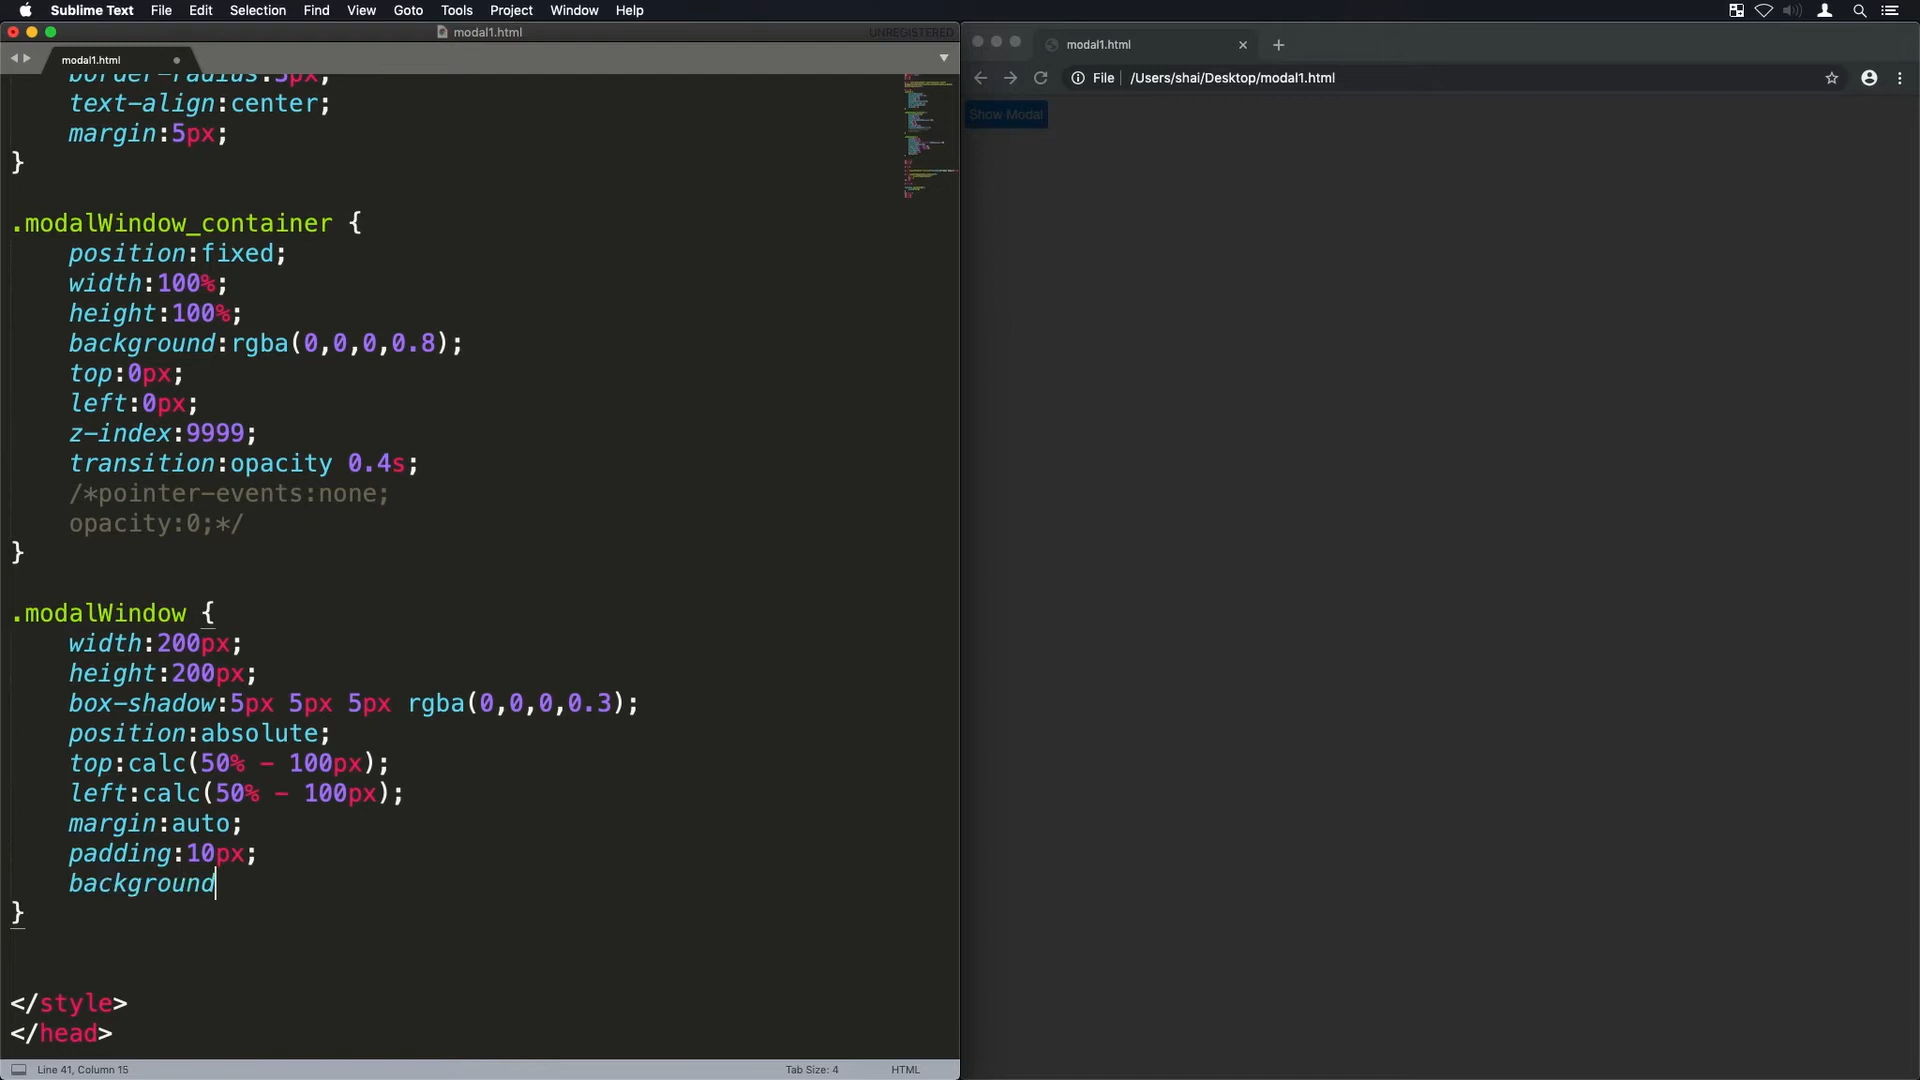 Sublime Text File Edit Selection Find View Goto Tools Project Window Help
modal1.html UNREGISTERED
modal1.html
modal1.html
File /Users/shai/Desktop/modal1.html
Show Modal
border-radius:5px;
text-align:center;
margin:5px;
}
.modalWindow_container {
position:fixed;
width:100%;
height:100%;
background:rgba(0,0,0,0.8);
top:0px;
left:0px;
z-index:9999;
transition:opacity 0.4s;
/*pointer-events:none;
opacity:0;*/
}
.modalWindow {
width:200px;
height:200px;
box-shadow:5px 5px 5px rgba(0,0,0,0.3);
position:absolute;
top:calc(50% - 100px);
left:calc(50% - 100px);
margin:auto;
padding:10px;
background
}
</style>
</head>
Line 41, Column 15 Tab Size: 4 HTML